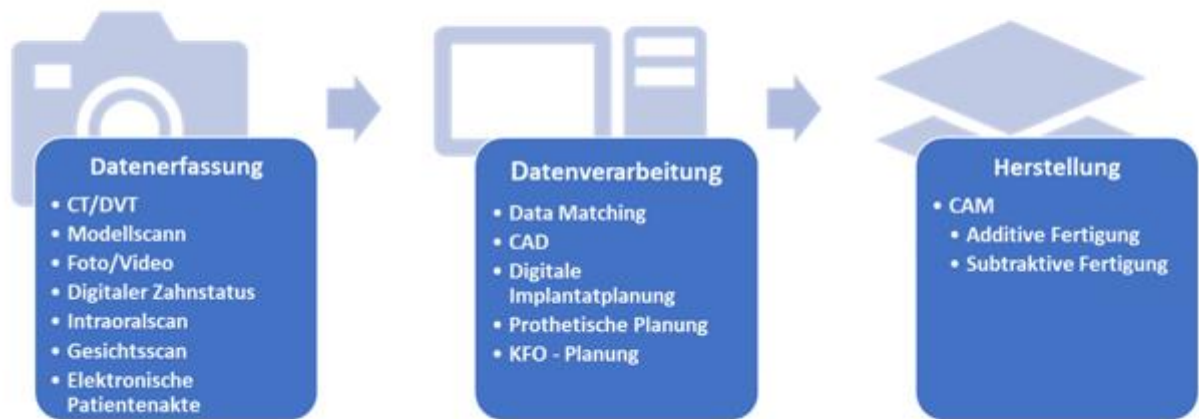 Datenerfassung
• CT/DVT
• Modellscann
• Foto/Video
• Digitaler Zahnstatus
• Intraoralscan
• Gesichtsscan
• Elektronische
Patientenakte
Datenverarbeitung
• Data Matching
• CAD
• Digitale
Implantatplanung
• Prothetische Planung
• KFO - Planung
Herstellung
• CAM
• Additive Fertigung
• Subtraktive Fertigung